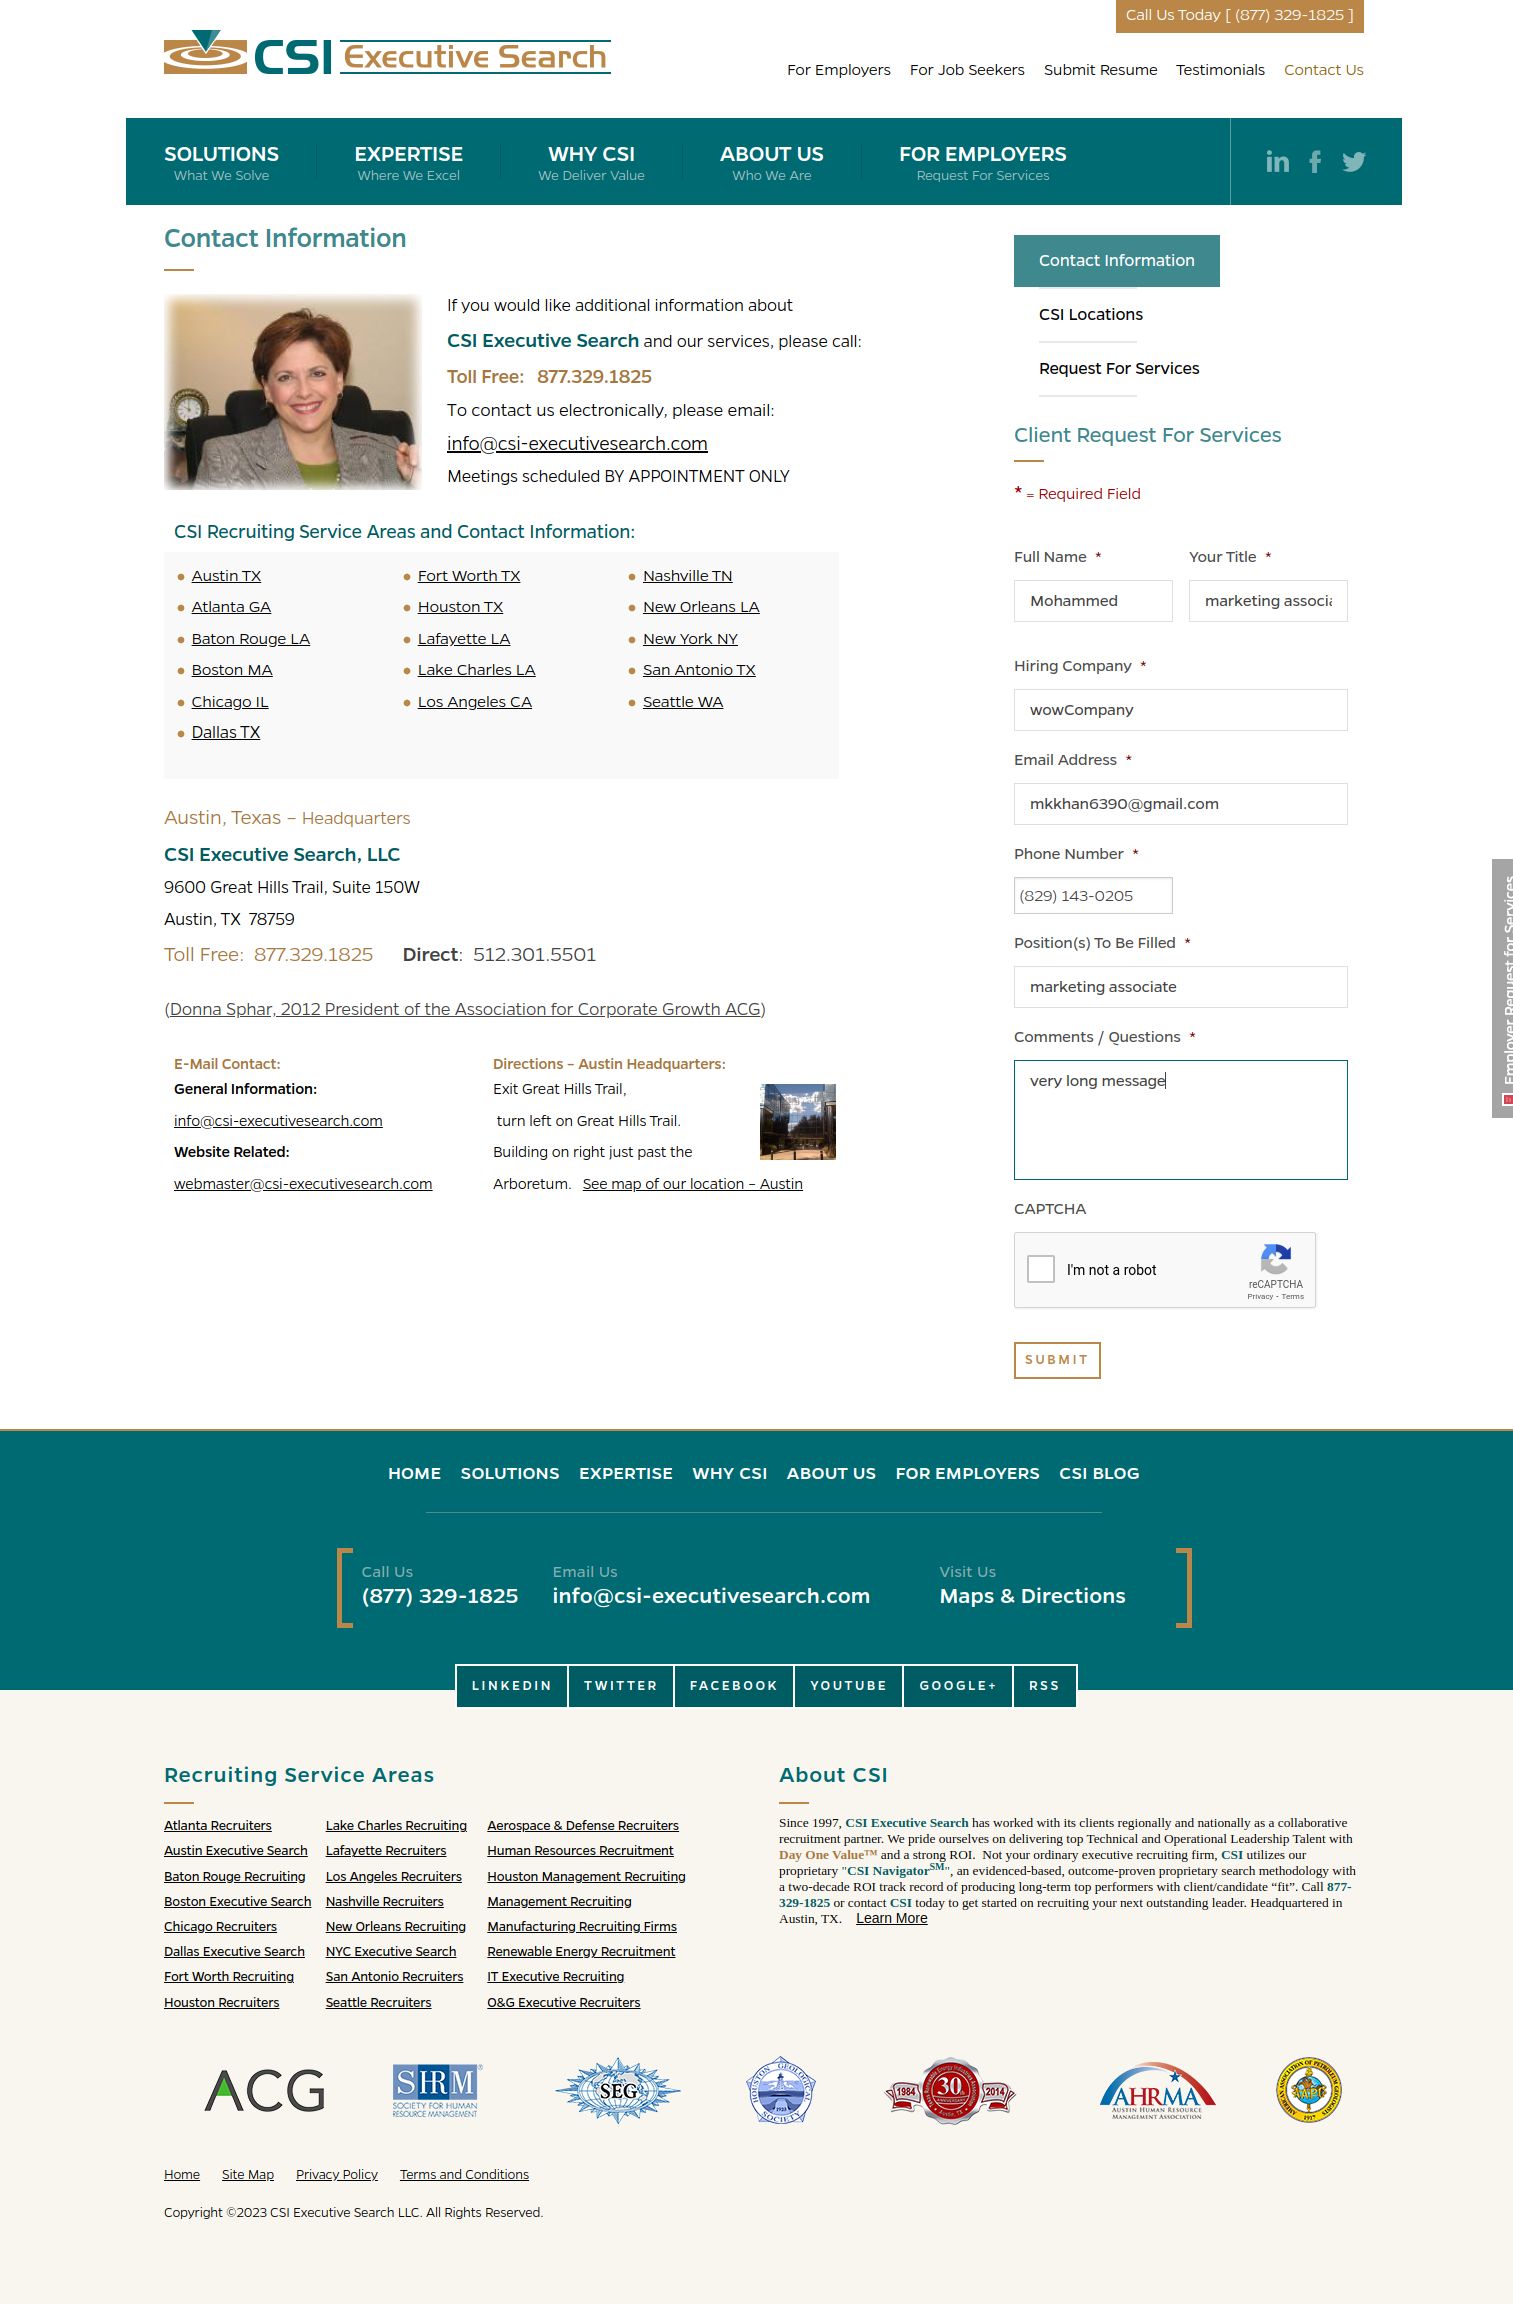 Call Us Today [ (877) 329-1825 ]
CSI Executive Search
For Employers For Job Seekers Submit Resume Testimonials Contact Us
SOLUTIONS EXPERTISE WHY CSI ABOUT US FOR EMPLOYERS
What We Solve Where We Excel We Deliver Value Who We Are Request For Services
Contact Information
If you would like additional information about
CSI Executive Search and our services, please call:
Toll Free: 877.329.1825
To contact us electronically, please email:
info@csi-executivesearch.com
Meetings scheduled BY APPOINTMENT ONLY
CSI Recruiting Service Areas and Contact Information:
Austin TX
Atlanta GA
Baton Rouge LA
Boston MA
Chicago IL
Dallas TX
Fort Worth TX
Houston TX
Lafayette LA
Lake Charles LA
Los Angeles CA
Nashville TN
New Orleans LA
New York NY
San Antonio TX
Seattle WA
Austin, Texas – Headquarters
CSI Executive Search, LLC
9600 Great Hills Trail, Suite 150W
Austin, TX 78759
Toll Free: 877.329.1825 Direct: 512.301.5501
(Donna Sphar, 2012 President of the Association for Corporate Growth ACG)
E-Mail Contact:
General Information:
info@csi-executivesearch.com
Website Related:
webmaster@csi-executivesearch.com
Directions – Austin Headquarters:
Exit Great Hills Trail,
turn left on Great Hills Trail.
Building on right just past the
Arboretum. See map of our location – Austin
Contact Information
CSI Locations
Request For Services
Client Request For Services
* = Required Field
Full Name * Your Title *
Mohammed marketing associa
Hiring Company *
wowCompany
Email Address *
mkkhan6390@gmail.com
Phone Number *
(829) 143-0205
Position(s) To Be Filled *
marketing associate
Comments / Questions *
very long message
CAPTCHA
I'm not a robot
reCAPTCHA
Privacy - Terms
SUBMIT
Employer Request for Services
HOME SOLUTIONS EXPERTISE WHY CSI ABOUT US FOR EMPLOYERS CSI BLOG
Call Us Email Us Visit Us
(877) 329-1825 info@csi-executivesearch.com Maps & Directions
LINKEDIN TWITTER FACEBOOK YOUTUBE GOOGLE+ RSS
Recruiting Service Areas
Atlanta Recruiters
Austin Executive Search
Baton Rouge Recruiting
Boston Executive Search
Chicago Recruiters
Dallas Executive Search
Fort Worth Recruiting
Houston Recruiters
Lake Charles Recruiting
Lafayette Recruiters
Los Angeles Recruiters
Nashville Recruiters
New Orleans Recruiting
NYC Executive Search
San Antonio Recruiters
Seattle Recruiters
Aerospace & Defense Recruiters
Human Resources Recruitment
Houston Management Recruiting
Management Recruiting
Manufacturing Recruiting Firms
Renewable Energy Recruitment
IT Executive Recruiting
O&G Executive Recruiters
About CSI
Since 1997, CSI Executive Search has worked with its clients regionally and nationally as a collaborative
recruitment partner. We pride ourselves on delivering top Technical and Operational Leadership Talent with
Day One Value™ and a strong ROI. Not your ordinary executive recruiting firm, CSI utilizes our
proprietary "CSI NavigatorSM", an evidenced-based, outcome-proven proprietary search methodology with
a two-decade ROI track record of producing long-term top performers with client/candidate “fit”. Call 877-
329-1825 or contact CSI today to get started on recruiting your next outstanding leader. Headquartered in
Austin, TX. Learn More
ACG
SHRM
SOCIETY FOR HUMAN
RESOURCE MANAGEMENT
SEG
HOUSTON GEOLOGICAL SOCIETY
1984 30 2014
AHRMA
AUSTIN HUMAN RESOURCE
MANAGEMENT ASSOCIATION
Home Site Map Privacy Policy Terms and Conditions
Copyright ©2023 CSI Executive Search LLC. All Rights Reserved.